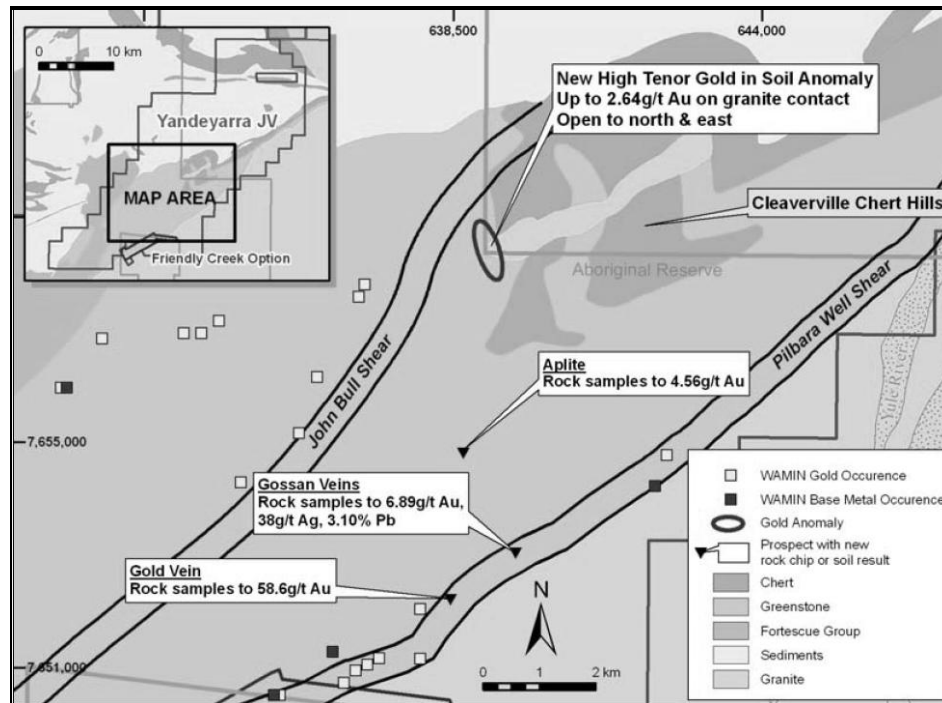 638,500
644,000
0 10 km
Yandeyarra JV
MAP AREA
Friendly Creek Option
New High Tenor Gold in Soil Anomaly
Up to 2.64g/t Au on granite contact
Open to north & east
Cleaverville Chert Hills
Aboriginal Reserve
John Bull Shear
Pilbara Well Shear
Yule River
Aplite
Rock samples to 4.56g/t Au
7,655,000
Gossan Veins
Rock samples to 6.89g/t Au,
38g/t Ag, 3.10% Pb
Gold Vein
Rock samples to 58.6g/t Au
7,651,000
N
0 1 2 km
WAMIN Gold Occurence
WAMIN Base Metal Occurence
Gold Anomaly
Prospect with new
rock chip or soil result
Chert
Greenstone
Fortescue Group
Sediments
Granite